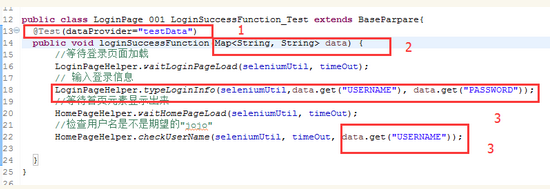 12 public class LoginPage_001_LoginSuccessFunction_Test extends BaseParpare{
13 @Test(dataProvider="testData") 1
14 public void loginSuccessFunction(Map<String, String> data) { 2
15 //等待登录页面加载
16 LoginPageHelper.waitLoginPageLoad(seleniumUtil, timeOut);
17 // 输入登录信息
18 LoginPageHelper.typeLoginInfo(seleniumUtil,data.get("USERNAME"), data.get("PASSWORD"));
19 //等待首页元素显示出来
20 HomePageHelper.waitHomePageLoad(seleniumUtil, timeOut); 3
21 //检查用户名是不是期望的"jojo"
22 HomePageHelper.checkUserName(seleniumUtil, timeOut, data.get("USERNAME")); 3
23
24 }
25 }
26